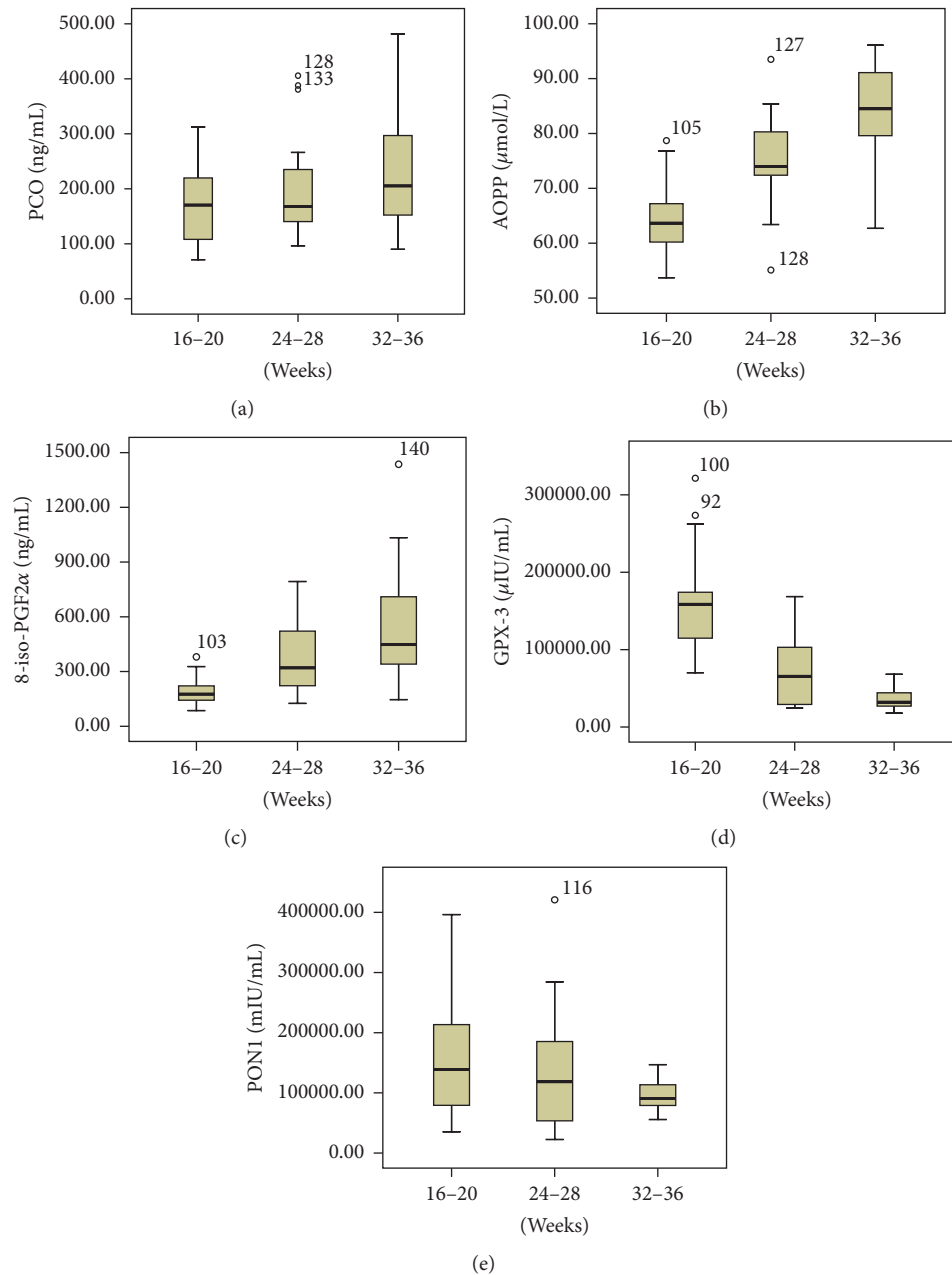 500.00
400.00
300.00
200.00
100.00
0.00
PCO (ng/mL)
128
133
16–20 24–28 32–36
(Weeks)
(a)
100.00
90.00
80.00
70.00
60.00
50.00
AOPP (μmol/L)
105
127
128
16–20 24–28 32–36
(Weeks)
(b)
1500.00
1200.00
900.00
600.00
300.00
0.00
8-iso-PGF2α (ng/mL)
103
140
16–20 24–28 32–36
(Weeks)
(c)
300000.00
200000.00
100000.00
0.00
GPX-3 (μIU/mL)
100
92
16–20 24–28 32–36
(Weeks)
(d)
400000.00
300000.00
200000.00
100000.00
0.00
PON1 (mIU/mL)
116
16–20 24–28 32–36
(Weeks)
(e)